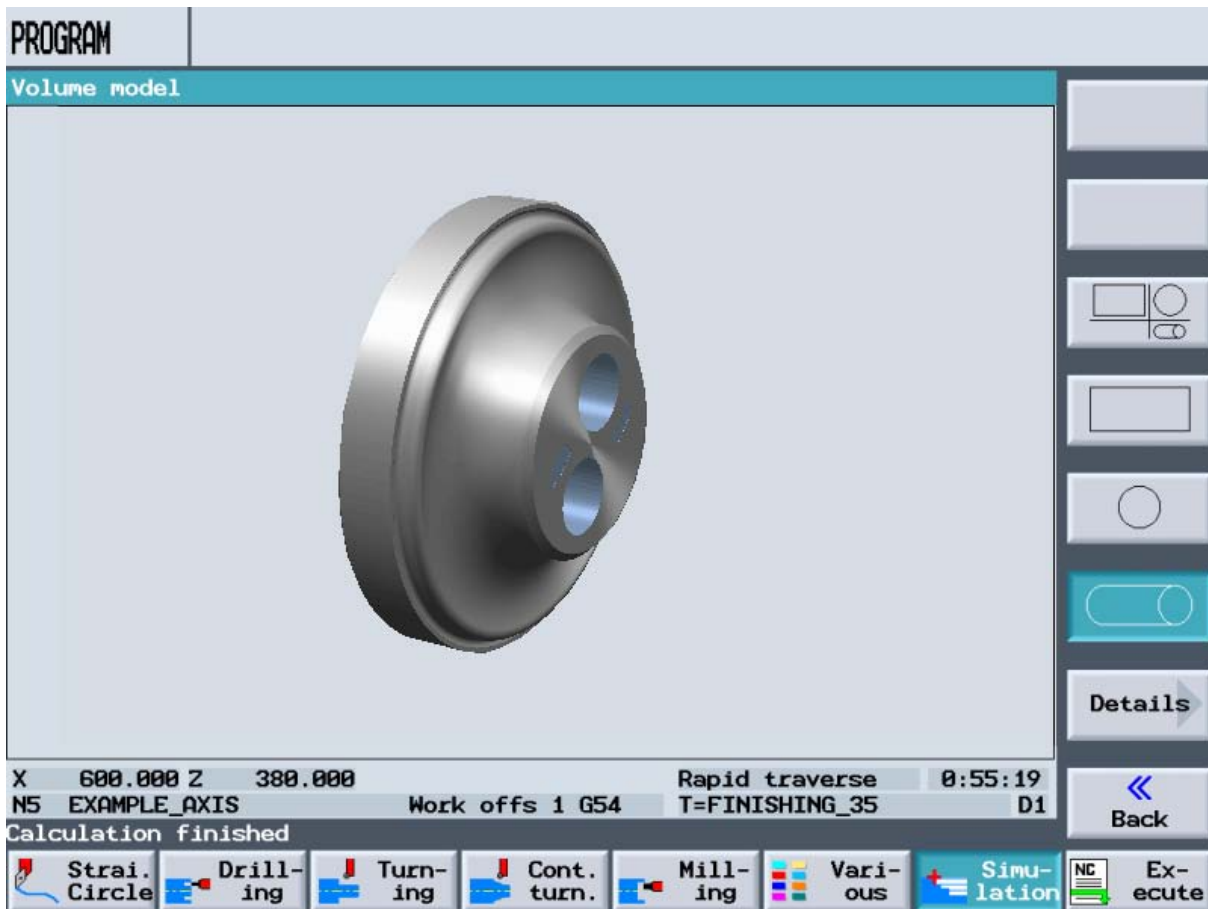 PROGRAM
Volume model
Details
X 600.000 Z 380.000 Rapid traverse 0:55:19
N5 EXAMPLE_AXIS Work offs 1 G54 T=FINISHING_35 D1
Back
Calculation finished
Strai.
Circle
Drill-
ing
Turn-
ing
Cont.
turn.
Mill-
ing
Vari-
ous
Simu-
lation
NC
Ex-
ecute